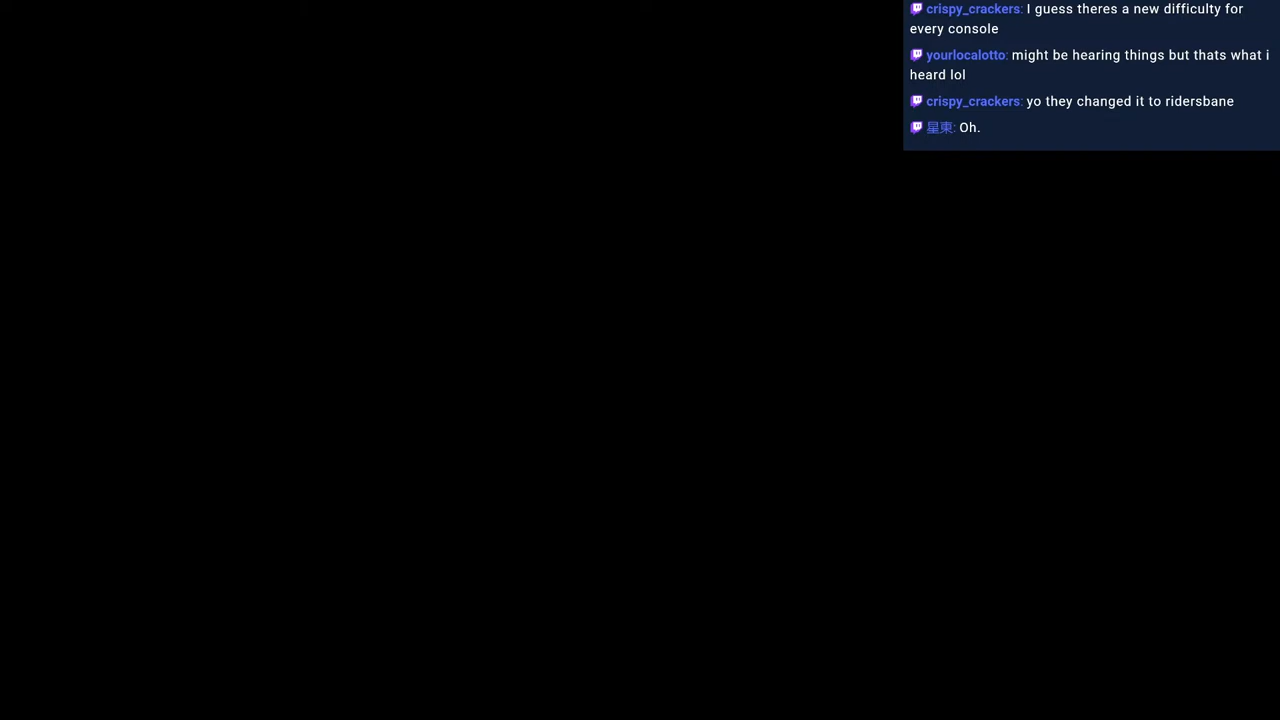 crispy_crackers: I guess theres a new difficulty for
every console
yourlocalotto: might be hearing things but thats what i
heard lol
crispy_crackers: yo they changed it to ridersbane
星東: Oh.